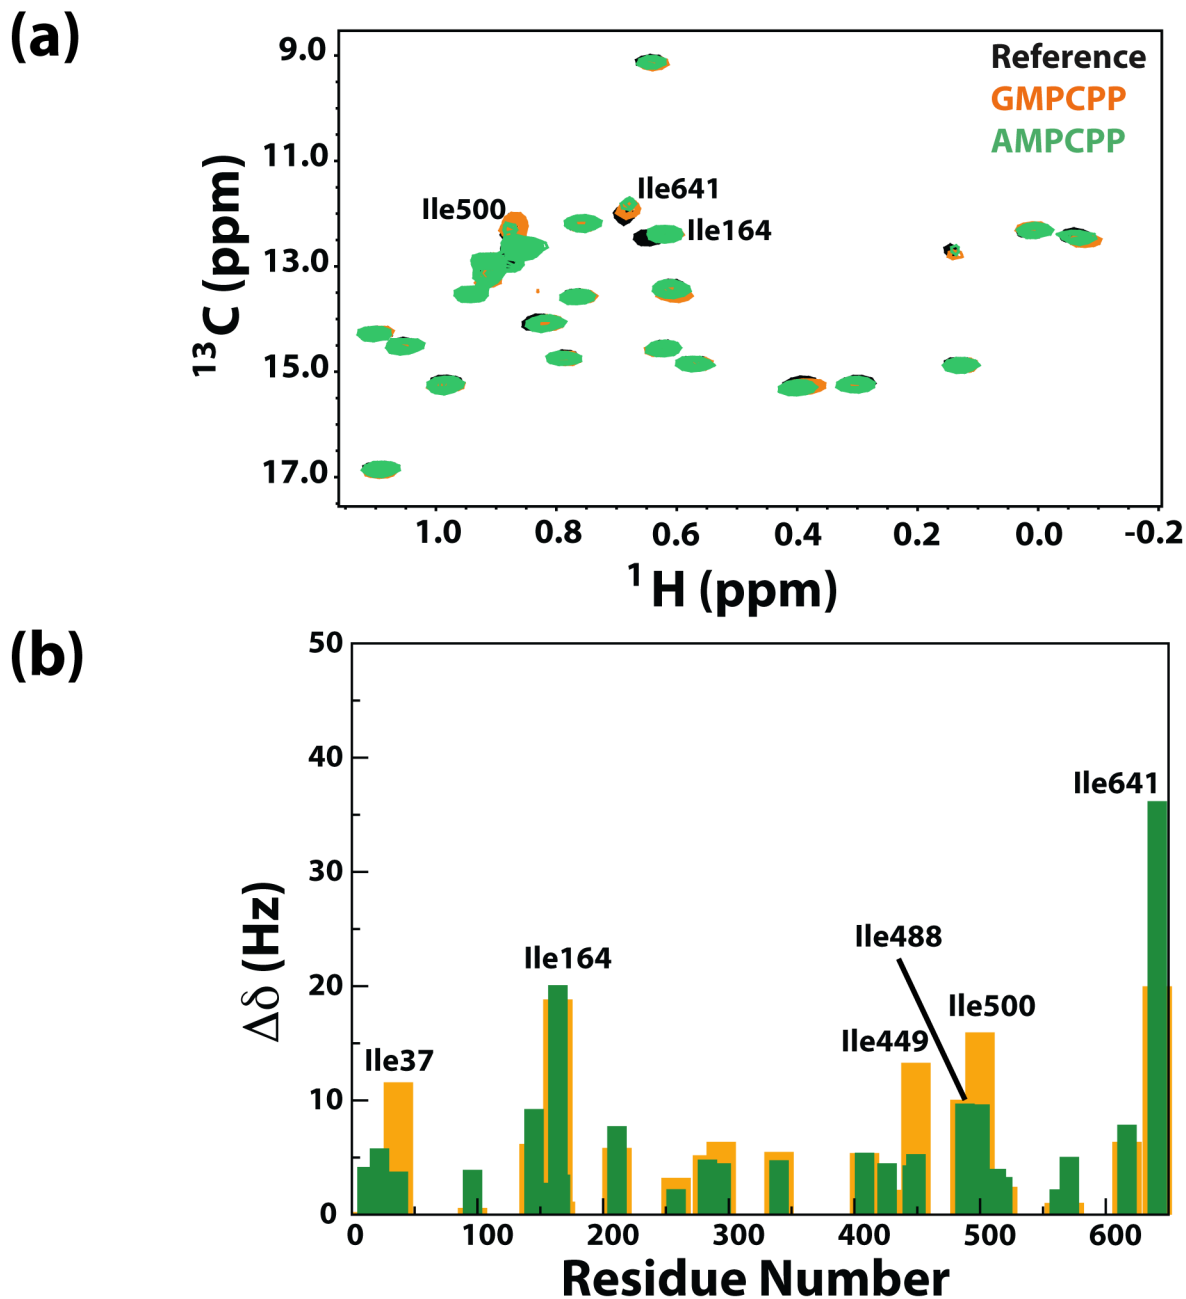 (a)
9.0
11.0
13.0
15.0
17.0
¹³C (ppm)
Reference
GMPCPP
AMPCPP
Ile500
Ile641
Ile164
1.0 0.8 0.6 0.4 0.2 0.0 -0.2
¹H (ppm)
(b)
50
40
30
20
10
0
Δδ (Hz)
Ile37
Ile164
Ile449
Ile488
Ile500
Ile641
0 100 200 300 400 500 600
Residue Number